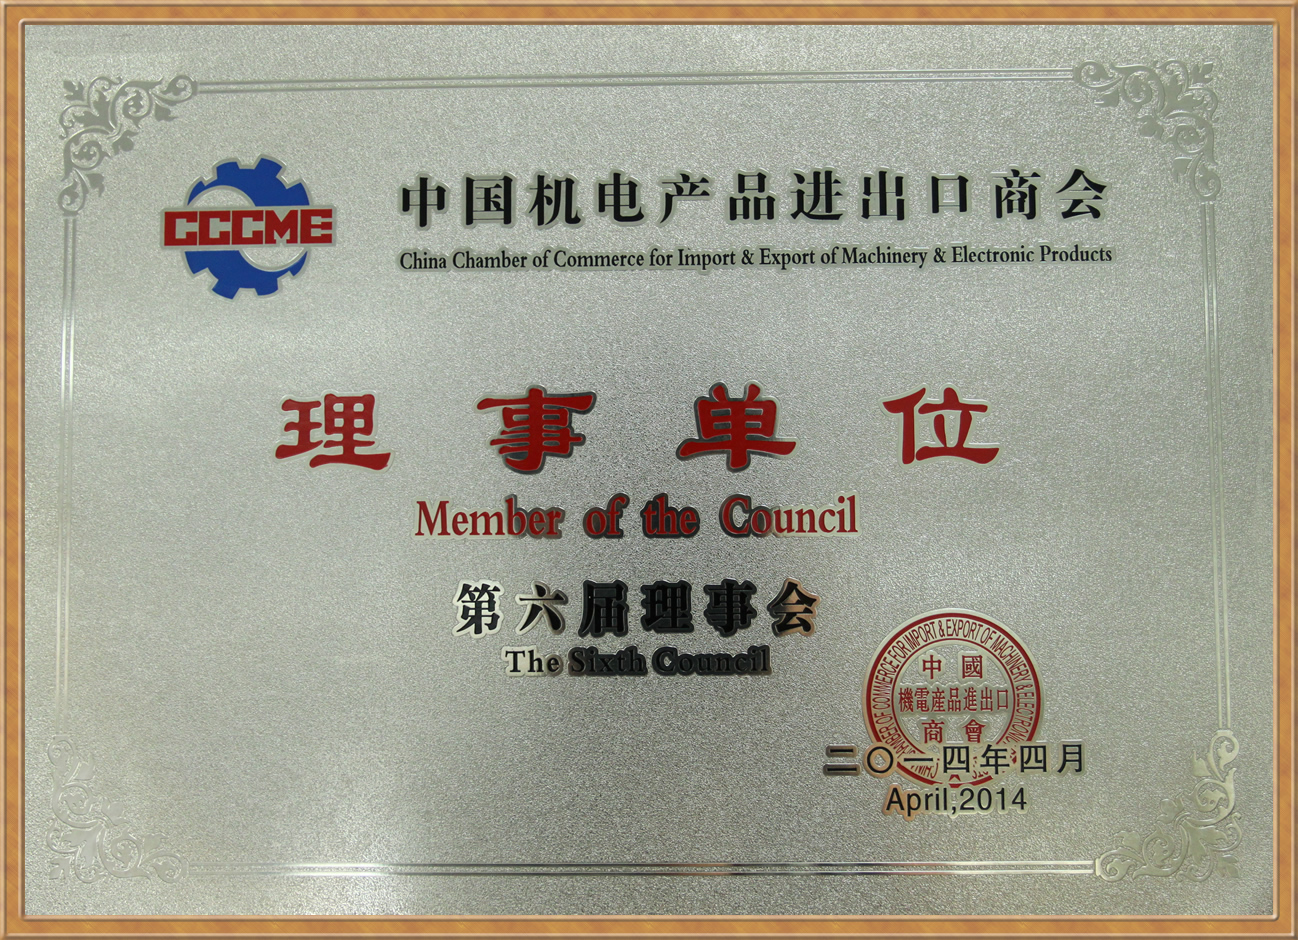 CCCME
中国机电产品进出口商会
China Chamber of Commerce for Import & Export of Machinery & Electronic Products
理事单位
Member of the Council
第六届理事会
The Sixth Council
中國
機電産品進出口
商會
二〇一四年四月
April,2014